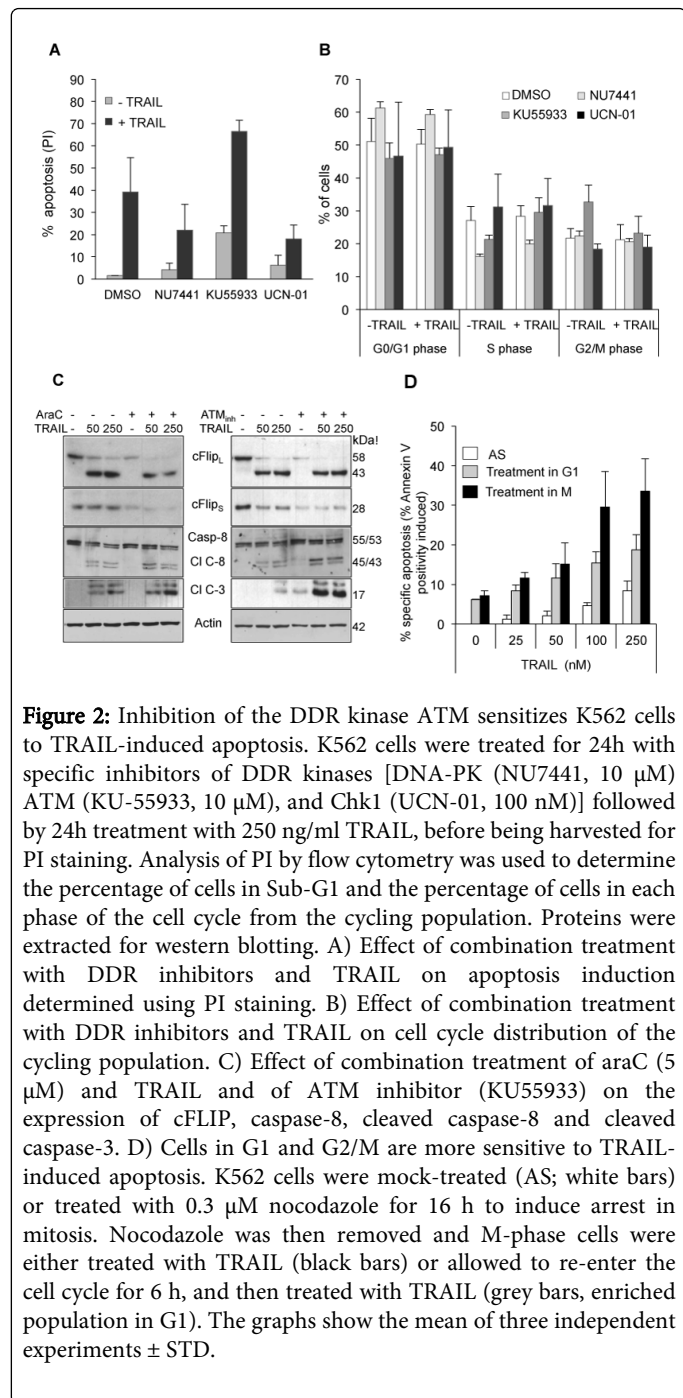 A
% apoptosis (PI)
90
80
70
60
50
40
30
20
10
0
- TRAIL
+ TRAIL
DMSO NU7441 KU55933 UCN-01
B
% of cells
70
60
50
40
30
20
10
0
DMSO NU7441
KU55933 UCN-01
-TRAIL + TRAIL -TRAIL + TRAIL -TRAIL + TRAIL
G0/G1 phase S phase G2/M phase
C
AraC - - - + + +
TRAIL - 50 250 - 50 250
ATMinh - - - + + +
TRAIL - 50 250 - 50 250
kDa!
cFlipL 58
43
cFlipS 28
Casp-8 55/53
Cl C-8 45/43
Cl C-3 17
Actin 42
D
% specific apoptosis (% Annexin V
positivity induced)
50
40
30
20
10
0
AS
Treatment in G1
Treatment in M
0 25 50 100 250
TRAIL (nM)
Figure 2: Inhibition of the DDR kinase ATM sensitizes K562 cells
to TRAIL-induced apoptosis. K562 cells were treated for 24h with
specific inhibitors of DDR kinases [DNA-PK (NU7441, 10 μM)
ATM (KU-55933, 10 μM), and Chk1 (UCN-01, 100 nM)] followed
by 24h treatment with 250 ng/ml TRAIL, before being harvested for
PI staining. Analysis of PI by flow cytometry was used to determine
the percentage of cells in Sub-G1 and the percentage of cells in each
phase of the cell cycle from the cycling population. Proteins were
extracted for western blotting. A) Effect of combination treatment
with DDR inhibitors and TRAIL on apoptosis induction
determined using PI staining. B) Effect of combination treatment
with DDR inhibitors and TRAIL on cell cycle distribution of the
cycling population. C) Effect of combination treatment of araC (5
μM) and TRAIL and of ATM inhibitor (KU55933) on the
expression of cFLIP, caspase-8, cleaved caspase-8 and cleaved
caspase-3. D) Cells in G1 and G2/M are more sensitive to TRAIL-
induced apoptosis. K562 cells were mock-treated (AS; white bars)
or treated with 0.3 μM nocodazole for 16 h to induce arrest in
mitosis. Nocodazole was then removed and M-phase cells were
either treated with TRAIL (black bars) or allowed to re-enter the
cell cycle for 6 h, and then treated with TRAIL (grey bars, enriched
population in G1). The graphs show the mean of three independent
experiments ± STD.